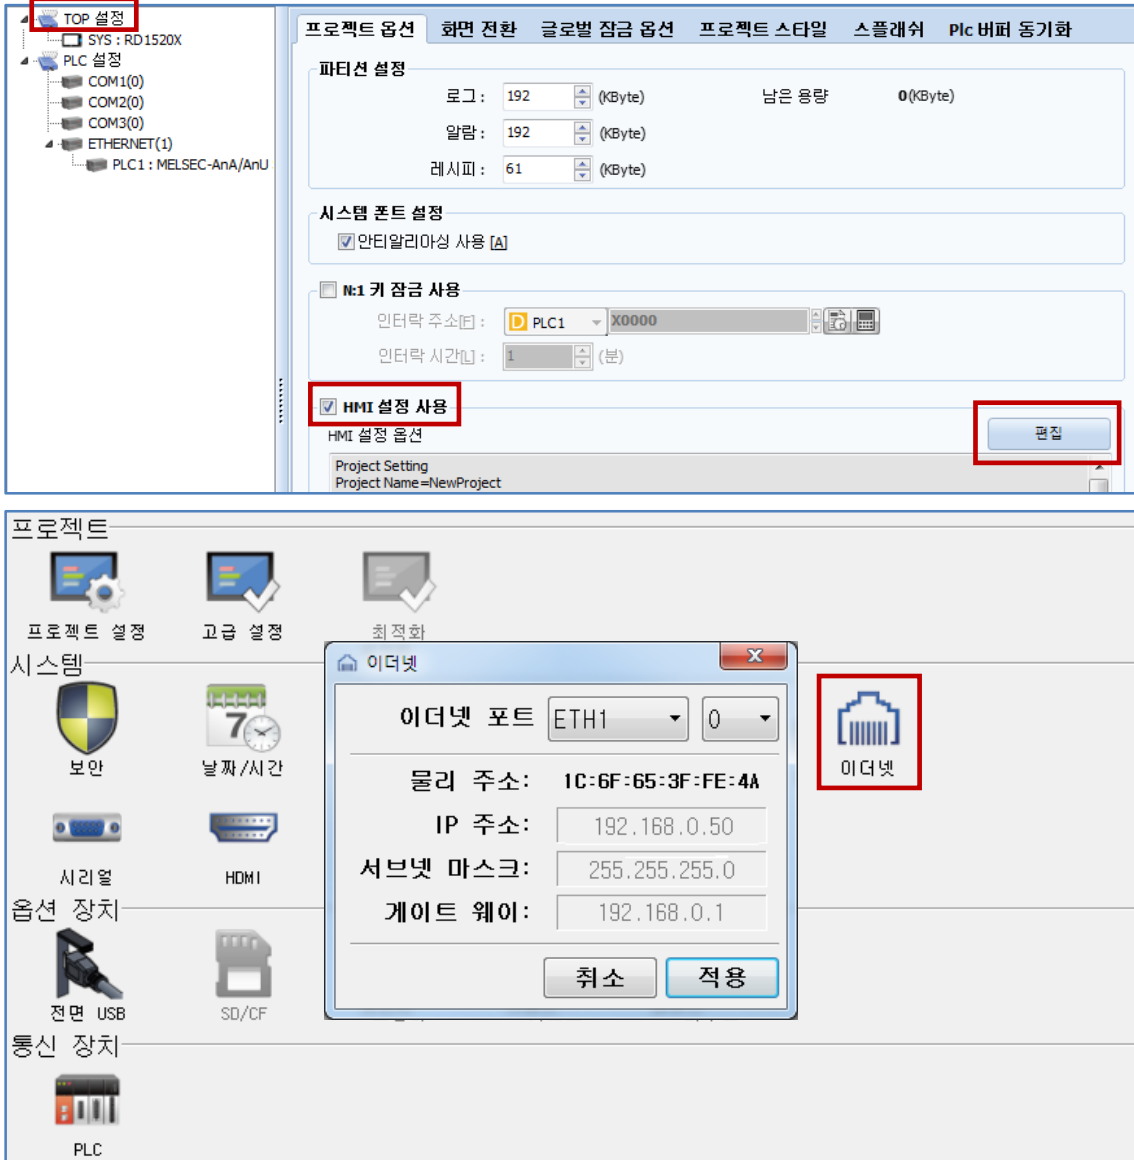 TOP 설정
SYS : RD1520X
PLC 설정
COM1(0)
COM2(0)
COM3(0)
ETHERNET(1)
PLC1 : MELSEC-AnA/AnU
프로젝트 옵션 화면 전환 글로벌 잠금 옵션 프로젝트 스타일 스플래쉬 Plc 버퍼 동기화
파티션 설정
로그 : 192 (KByte) 남은 용량 0(KByte)
알람 : 192 (KByte)
레시피 : 61 (KByte)
시스템 폰트 설정
안티알리아싱 사용 [A]
N:1 키 잠금 사용
인터락 주소[F] : D PLC1 X0000
인터락 시간[L] : 1 (분)
HMI 설정 사용
HMI 설정 옵션 편집
Project Setting
Project Name=NewProject
프로젝트
프로젝트 설정 고급 설정 최적화
시스템
보안 날짜/시간 이더넷
시리얼 HDMI
옵션 장치
전면 USB SD/CF
통신 장치
PLC
이더넷
이더넷 포트 ETH1 0
물리 주소: 1C-6F-65-3F-FE-4A
IP 주소: 192.168.0.50
서브넷 마스크: 255.255.255.0
게이트 웨이: 192.168.0.1
취소 적용